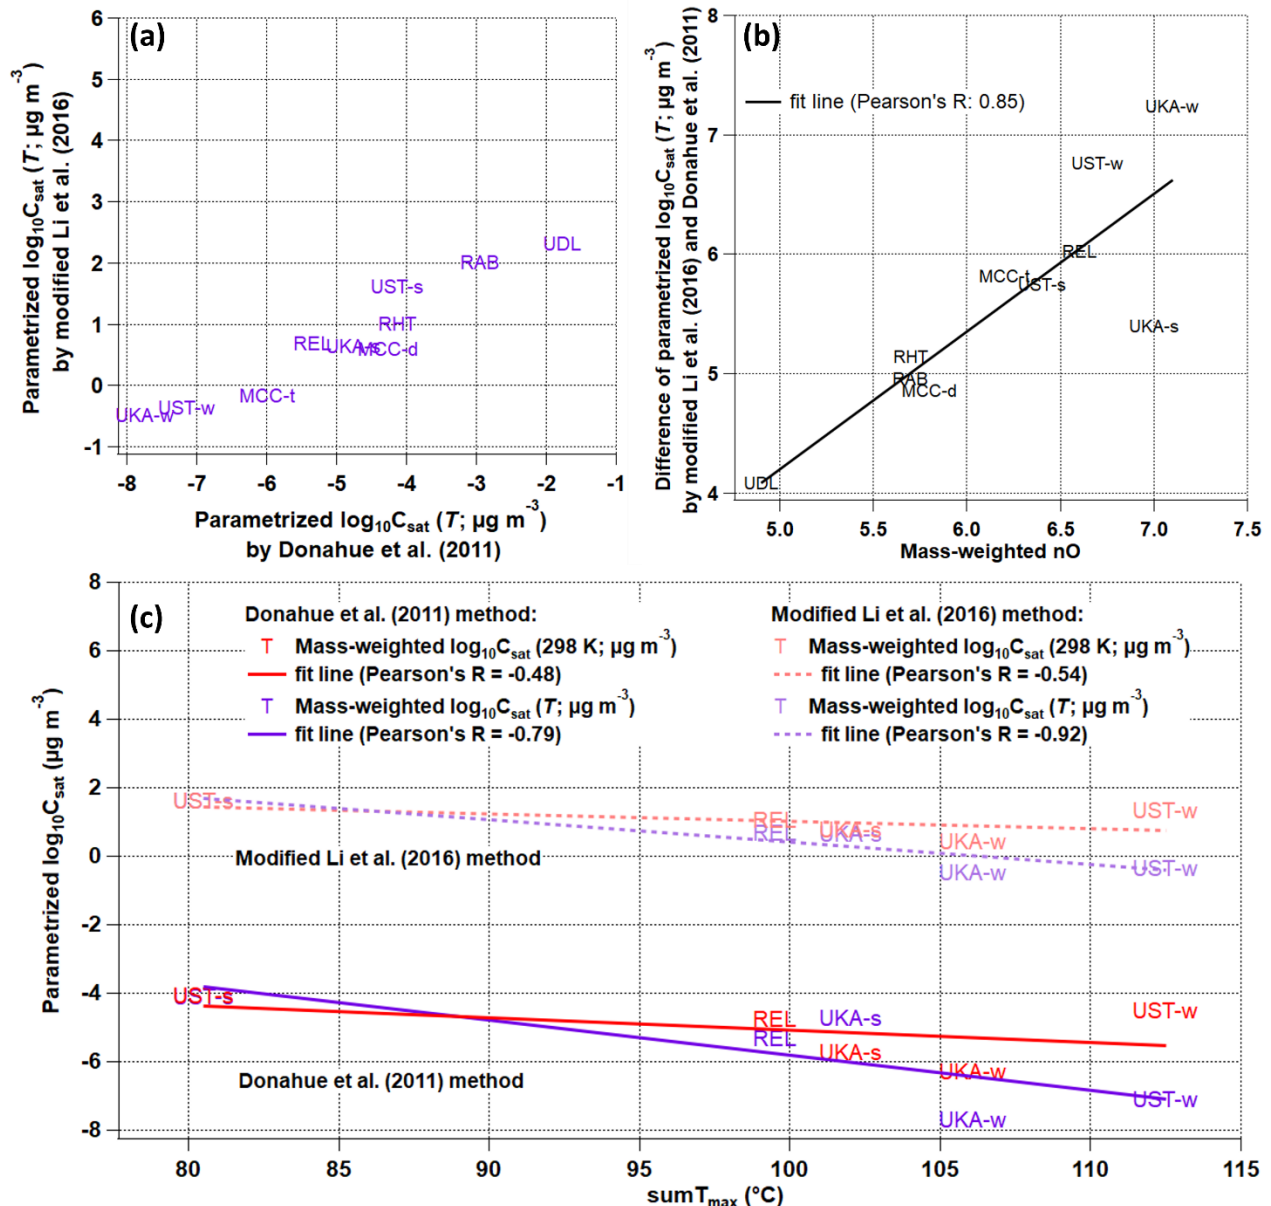 (a)
6
5
4
3
2
1
0
-1
Parametrized log₁₀Cₛₐₜ (T; µg m⁻³)
by modified Li et al. (2016)
UDL
RAB
UST-s
RHT
REL
UKA-s
MCC-d
MCC-t
UST-w
UKA-w
-8 -7 -6 -5 -4 -3 -2 -1
Parametrized log₁₀Cₛₐₜ (T; µg m⁻³)
by Donahue et al. (2011)
(b)
8
7
6
5
4
Difference of parametrized log₁₀Cₛₐₜ (T; µg m⁻³)
by modified Li et al. (2016) and Donahue et al. (2011)
fit line (Pearson's R: 0.85)
UKA-w
UST-w
REL
MCC-t
UST-s
UKA-s
RHT
RAB
MCC-d
UDL
5.0 5.5 6.0 6.5 7.0 7.5
Mass-weighted nO
(c)
8
6
4
2
0
-2
-4
-6
-8
Parametrized log₁₀Cₛₐₜ (µg m⁻³)
Donahue et al. (2011) method:
T Mass-weighted log₁₀Cₛₐₜ (298 K; µg m⁻³)
fit line (Pearson's R = -0.48)
T Mass-weighted log₁₀Cₛₐₜ (T; µg m⁻³)
fit line (Pearson's R = -0.79)
Modified Li et al. (2016) method:
T Mass-weighted log₁₀Cₛₐₜ (298 K; µg m⁻³)
fit line (Pearson's R = -0.54)
T Mass-weighted log₁₀Cₛₐₜ (T; µg m⁻³)
fit line (Pearson's R = -0.92)
UST-s
REL
REL
UKA-s
UKA-s
UKA-w
UKA-w
UST-w
UST-w
Modified Li et al. (2016) method
UST-s
UST-s
REL
REL
UKA-s
UKA-s
UKA-w
UKA-w
UST-w
UST-w
Donahue et al. (2011) method
80 85 90 95 100 105 110 115
sumTₘₐₓ (°C)